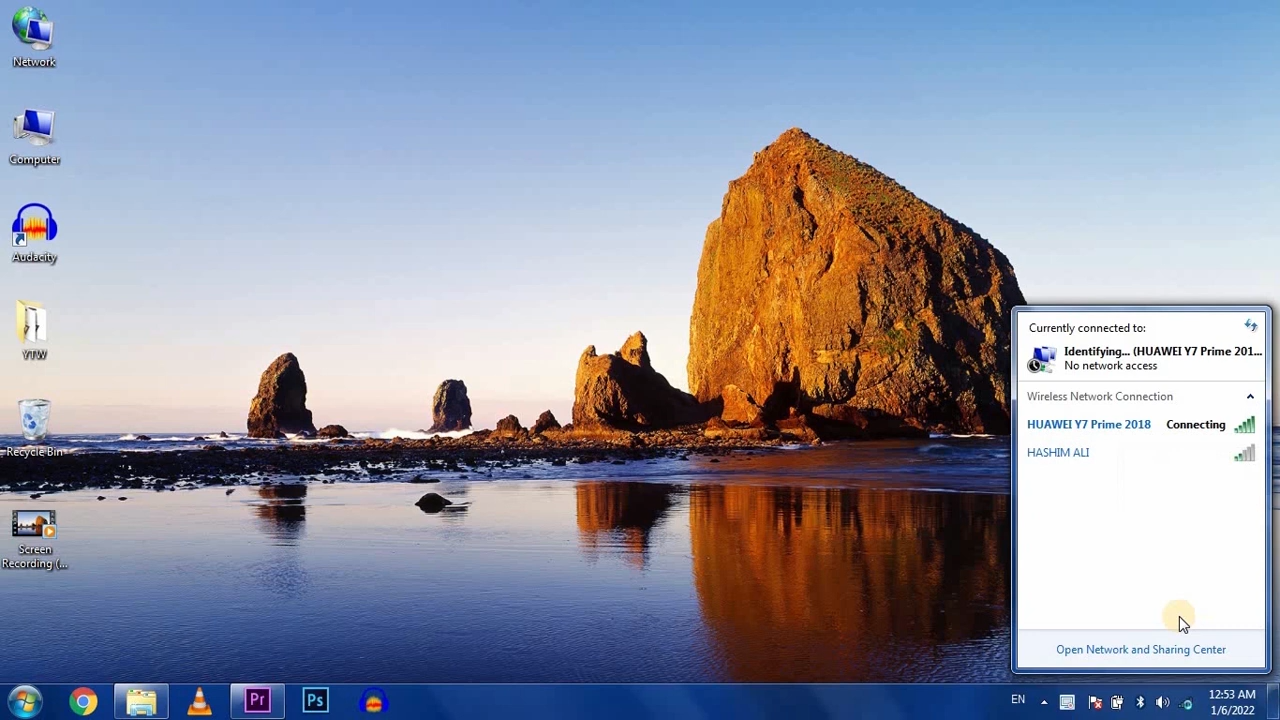 Network
Computer
Audacity
YTW
Recycle Bin
Screen
Recording (...
Currently connected to:
Identifying... (HUAWEI Y7 Prime 201...
No network access
Wireless Network Connection
HUAWEI Y7 Prime 2018 Connecting
HASHIM ALI
Open Network and Sharing Center
Pr
Ps
EN
12:53 AM
1/6/2022